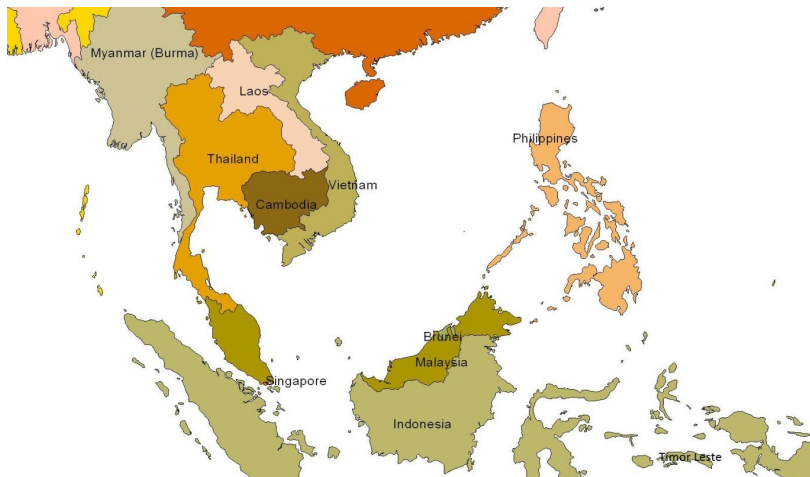 Myanmar (Burma)
Laos
Philippines
Thailand
Vietnam
Cambodia
Brunei
Malaysia
Singapore
Indonesia
Timor Leste